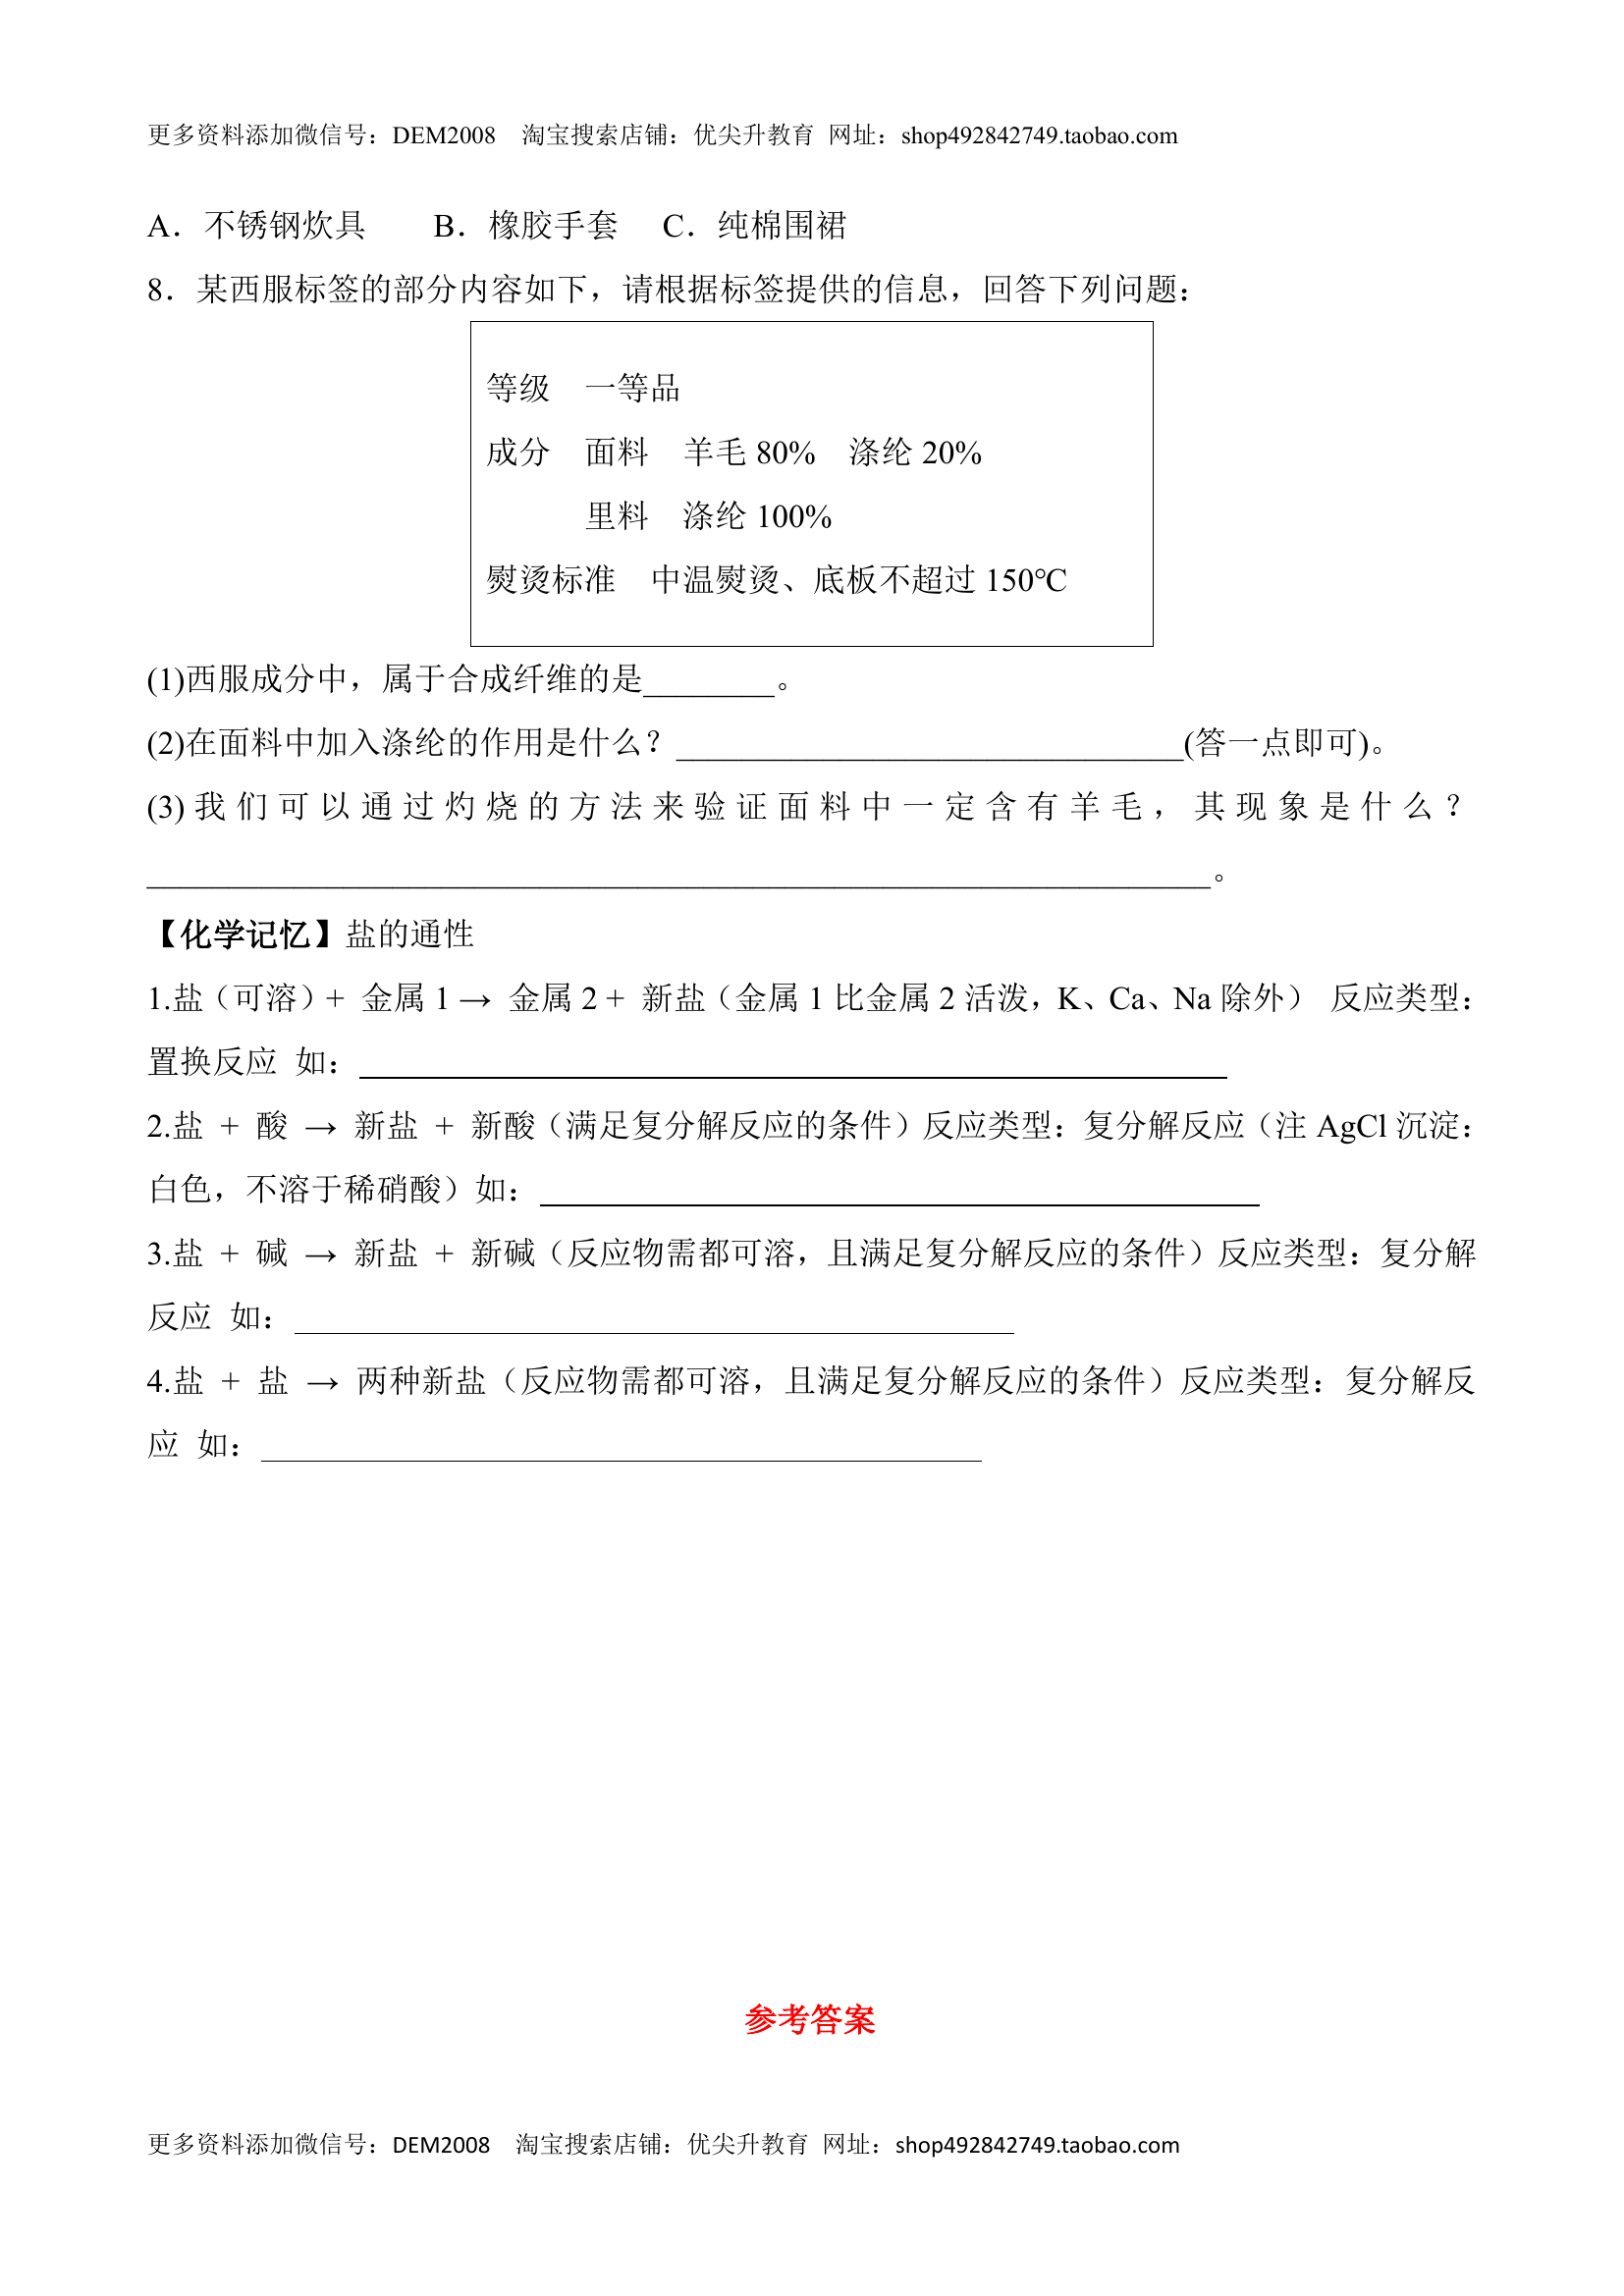 更多资料添加微信号：DEM2008　淘宝搜索店铺：优尖升教育 网址：shop492842749.taobao.com
A．不锈钢炊具　　B．橡胶手套　C．纯棉围裙
8．某西服标签的部分内容如下，请根据标签提供的信息，回答下列问题：
等级　一等品
成分　面料　羊毛 80%　涤纶 20%
里料　涤纶 100%
熨烫标准　中温熨烫、底板不超过 150℃
(1)西服成分中，属于合成纤维的是________。
(2)在面料中加入涤纶的作用是什么？_______________________________(答一点即可)。
(3)我们可以通过灼烧的方法来验证面料中一定含有羊毛，其现象是什么？
_________________________________________________________________。
【化学记忆】盐的通性
1.盐（可溶）+ 金属 1 → 金属 2 + 新盐（金属 1 比金属 2 活泼，K、Ca、Na 除外） 反应类型：
置换反应 如：_____________________________________________________
2.盐 + 酸 → 新盐 + 新酸（满足复分解反应的条件）反应类型：复分解反应（注 AgCl 沉淀：
白色，不溶于稀硝酸）如：____________________________________________
3.盐 + 碱 → 新盐 + 新碱（反应物需都可溶，且满足复分解反应的条件）反应类型：复分解
反应 如：____________________________________________
4.盐 + 盐 → 两种新盐（反应物需都可溶，且满足复分解反应的条件）反应类型：复分解反
应 如：____________________________________________
参考答案
更多资料添加微信号：DEM2008　淘宝搜索店铺：优尖升教育 网址：shop492842749.taobao.com